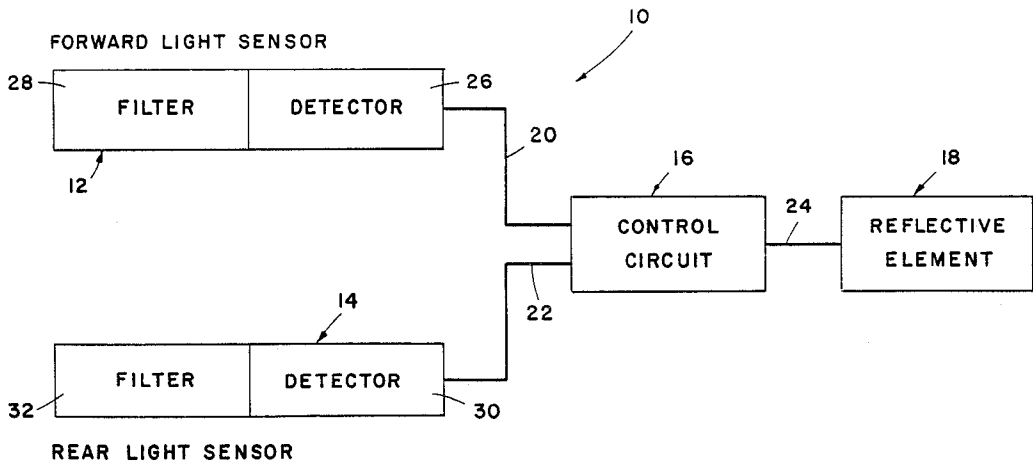 10
FORWARD LIGHT SENSOR
28
26
FILTER
DETECTOR
12
20
16
18
CONTROL
CIRCUIT
24
REFLECTIVE
ELEMENT
22
14
FILTER
DETECTOR
32
30
REAR LIGHT SENSOR